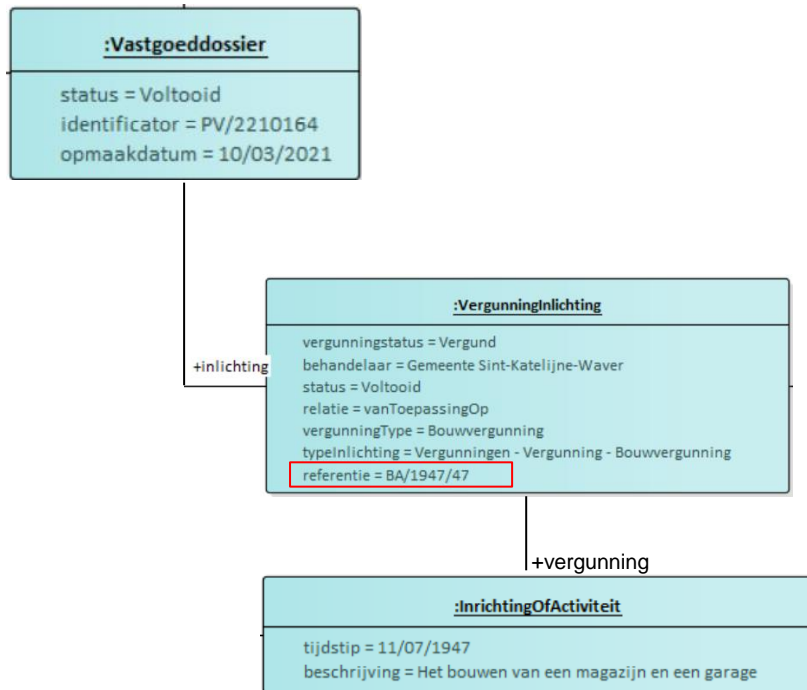 :Vastgoeddossier
status = Voltooid
identificator = PV/2210164
opmaakdatum = 10/03/2021
+inlichting
:VergunningInlichting
vergunningstatus = Vergund
behandelaar = Gemeente Sint-Katelijne-Waver
status = Voltooid
relatie = vanToepassingOp
vergunningType = Bouwvergunning
typeInlichting = Vergunningen - Vergunning - Bouwvergunning
referentie = BA/1947/47
+vergunning
:InrichtingOfActiviteit
tijdstip = 11/07/1947
beschrijving = Het bouwen van een magazijn en een garage